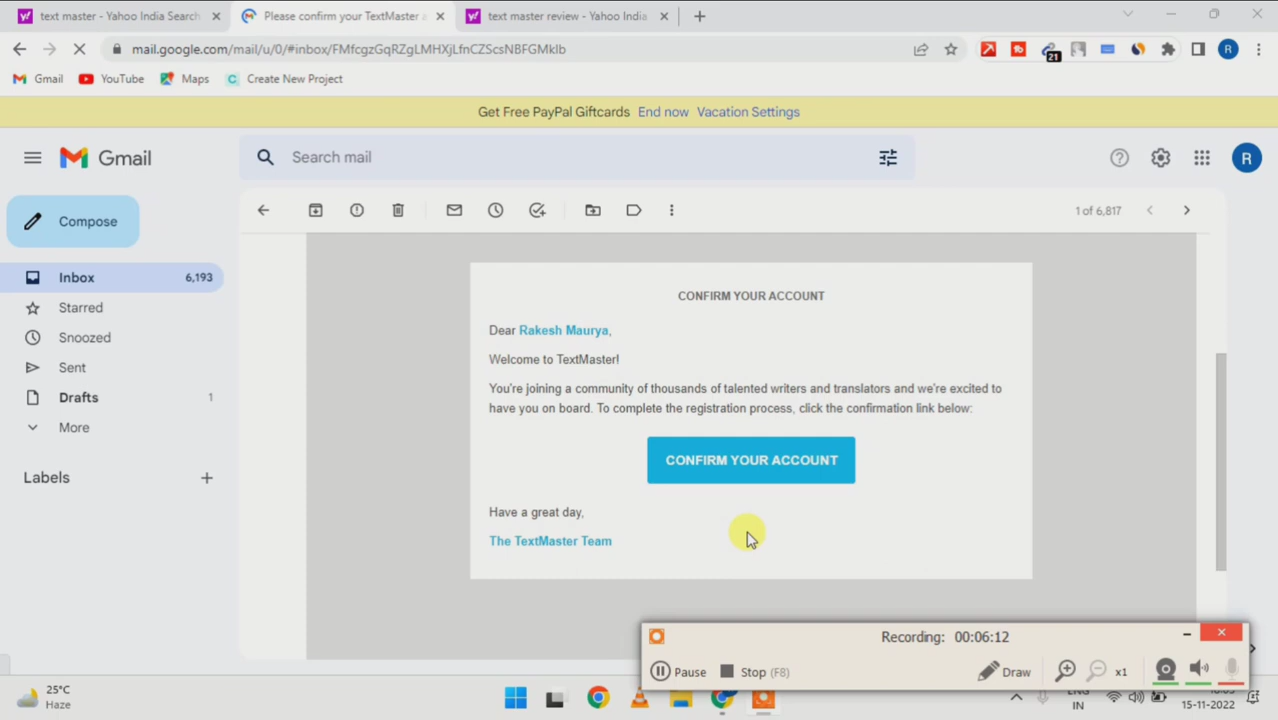 text master - Yahoo India Search
Please confirm your TextMaster a
text master review - Yahoo India
mail.google.com/mail/u/0/#inbox/FMfcgzGqRZgLMHXjLfnCZScsNBFGMklb
21
R
Gmail
YouTube
Maps
Create New Project
Get Free PayPal Giftcards End now Vacation Settings
Gmail
Search mail
R
Compose
1 of 6,817
Inbox 6,193
Starred
Snoozed
Sent
Drafts 1
More
Labels
CONFIRM YOUR ACCOUNT
Dear Rakesh Maurya,
Welcome to TextMaster!
You're joining a community of thousands of talented writers and translators and we're excited to
have you on board. To complete the registration process, click the confirmation link below:
CONFIRM YOUR ACCOUNT
Have a great day,
The TextMaster Team
Recording: 00:06:12
Pause
Stop (F8)
Draw
x1
25°C
Haze
ENG
IN
15-11-2022